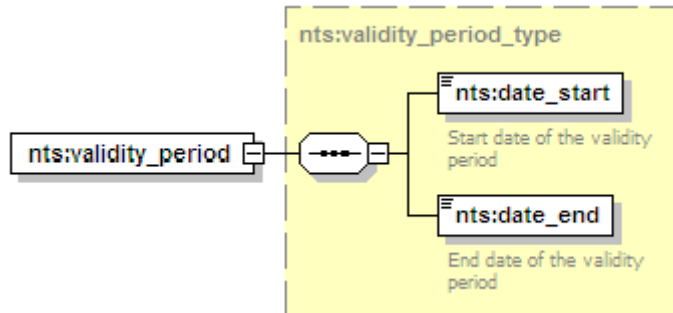 nts:validity_period_type
nts:validity_period
nts:date_start
Start date of the validity
period
nts:date_end
End date of the validity
period